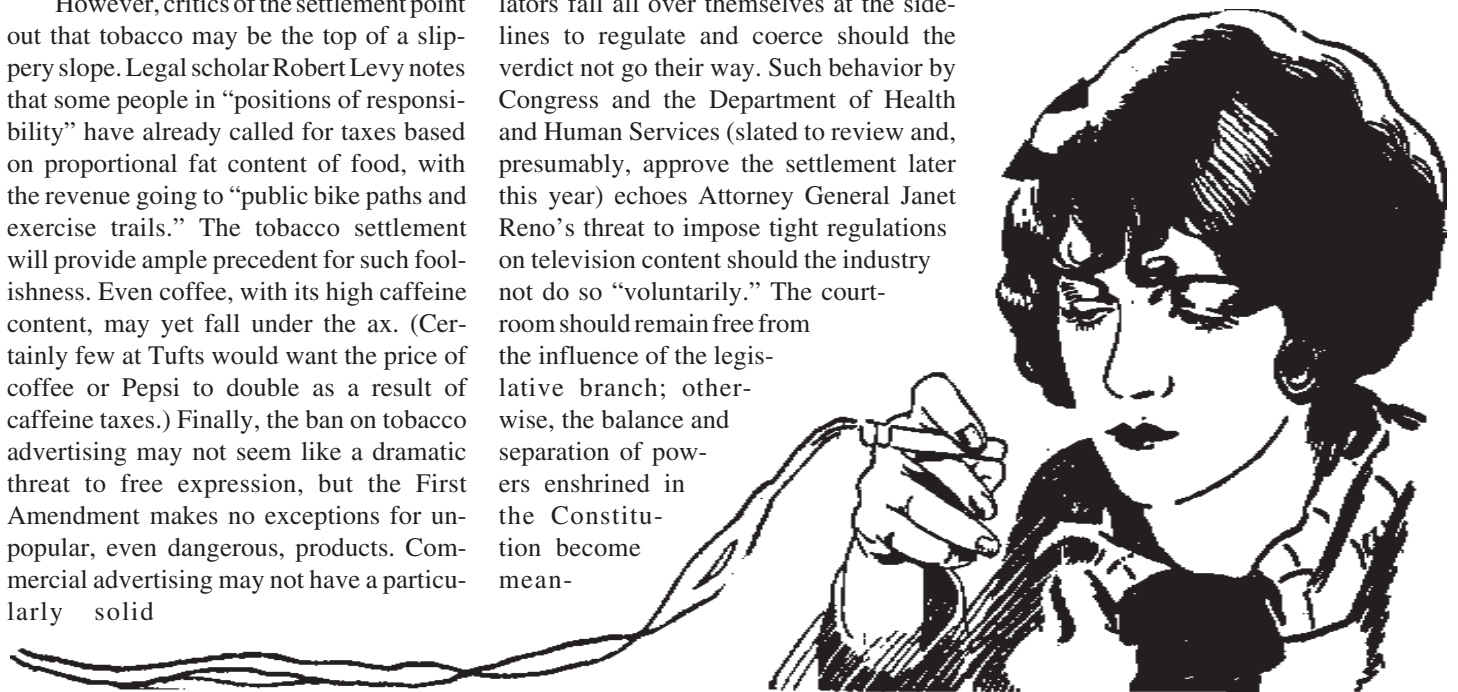 However, critics of the settlement point
out that tobacco may be the top of a slip-
pery slope. Legal scholar Robert Levy notes
that some people in “positions of responsi-
bility” have already called for taxes based
on proportional fat content of food, with
the revenue going to “public bike paths and
exercise trails.” The tobacco settlement
will provide ample precedent for such fool-
ishness. Even coffee, with its high caffeine
content, may yet fall under the ax. (Cer-
tainly few at Tufts would want the price of
coffee or Pepsi to double as a result of
caffeine taxes.) Finally, the ban on tobacco
advertising may not seem like a dramatic
threat to free expression, but the First
Amendment makes no exceptions for un-
popular, even dangerous, products. Com-
mercial advertising may not have a particu-
larly solid
lators fall all over themselves at the side-
lines to regulate and coerce should the
verdict not go their way. Such behavior by
Congress and the Department of Health
and Human Services (slated to review and,
presumably, approve the settlement later
this year) echoes Attorney General Janet
Reno’s threat to impose tight regulations
on television content should the industry
not do so “voluntarily.” The court-
room should remain free from
the influence of the legis-
lative branch; other-
wise, the balance and
separation of pow-
ers enshrined in
the Constitu-
tion become
mean-